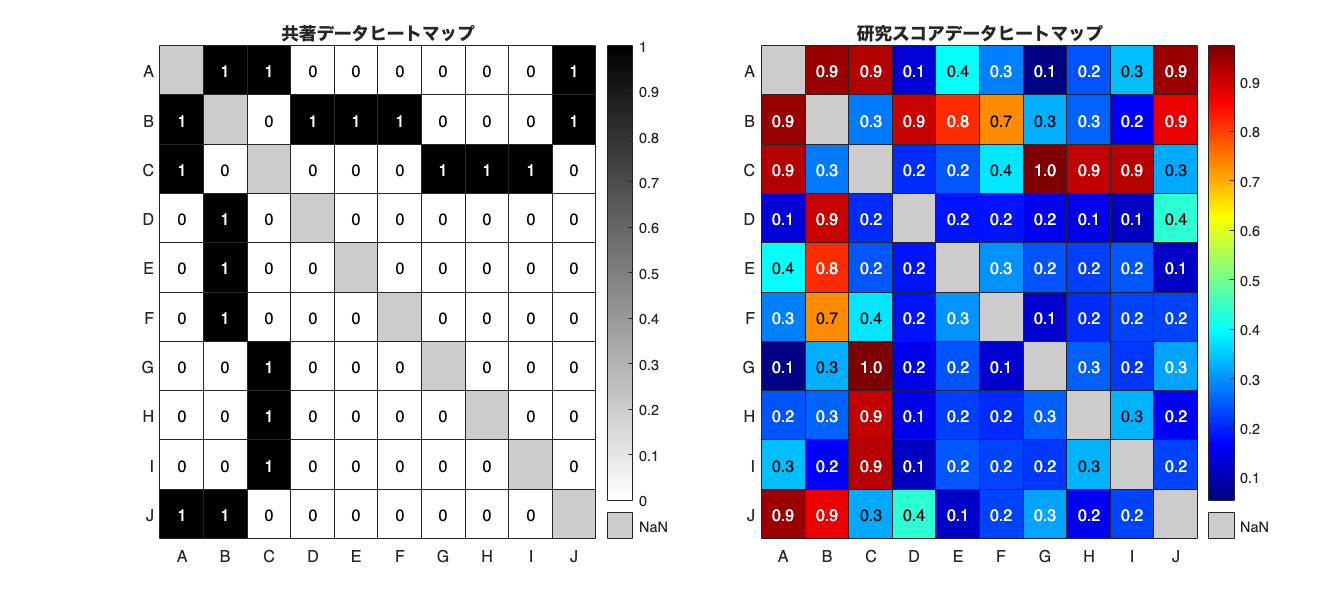 共著データヒートマップ
A 1 1 0 0 0 0 0 0 1
B 1 0 1 1 1 0 0 0 1
C 1 0 0 0 0 1 1 1 0
D 0 1 0 0 0 0 0 0 0
E 0 1 0 0 0 0 0 0 0
F 0 1 0 0 0 0 0 0 0
G 0 0 1 0 0 0 0 0 0
H 0 0 1 0 0 0 0 0 0
I 0 0 1 0 0 0 0 0 0
J 1 1 0 0 0 0 0 0 0
A B C D E F G H I J
1
0.9
0.8
0.7
0.6
0.5
0.4
0.3
0.2
0.1
0
NaN
研究スコアデータヒートマップ
A 0.9 0.9 0.1 0.4 0.3 0.1 0.2 0.3 0.9
B 0.9 0.3 0.9 0.8 0.7 0.3 0.3 0.2 0.9
C 0.9 0.3 0.2 0.2 0.4 1.0 0.9 0.9 0.3
D 0.1 0.9 0.2 0.2 0.2 0.2 0.1 0.1 0.4
E 0.4 0.8 0.2 0.2 0.3 0.2 0.2 0.2 0.1
F 0.3 0.7 0.4 0.2 0.3 0.1 0.2 0.2 0.2
G 0.1 0.3 1.0 0.2 0.2 0.1 0.3 0.2 0.3
H 0.2 0.3 0.9 0.1 0.2 0.2 0.3 0.3 0.2
I 0.3 0.2 0.9 0.1 0.2 0.2 0.2 0.3 0.2
J 0.9 0.9 0.3 0.4 0.1 0.2 0.3 0.2 0.2
A B C D E F G H I J
0.9
0.8
0.7
0.6
0.5
0.4
0.3
0.2
0.1
NaN